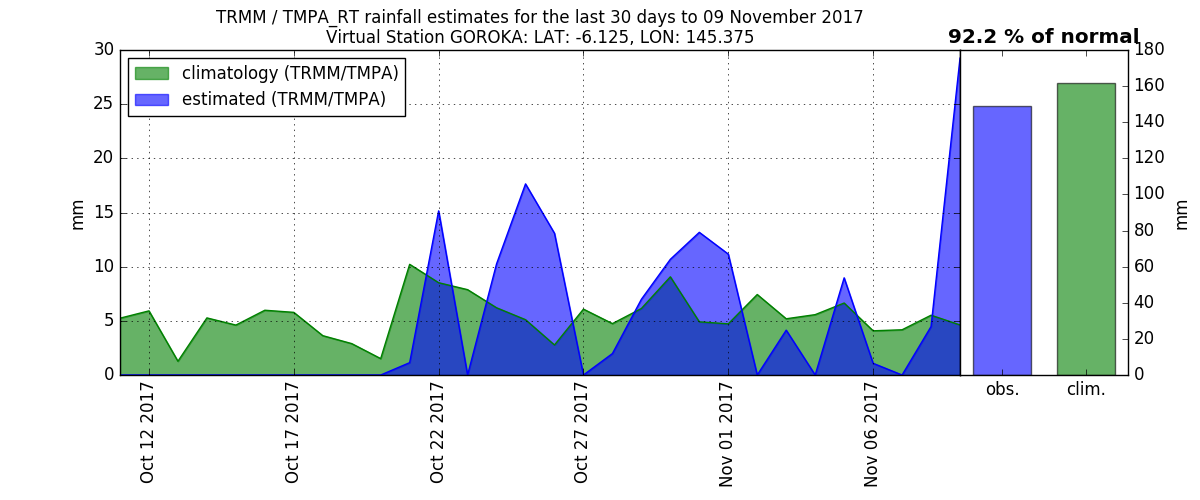 TRMM / TMPA_RT rainfall estimates for the last 30 days to 09 November 2017
Virtual Station GOROKA: LAT: -6.125, LON: 145.375
92.2 % of normal
climatology (TRMM/TMPA)
estimated (TRMM/TMPA)
30
25
20
15
10
5
0
mm
Oct 12 2017
Oct 17 2017
Oct 22 2017
Oct 27 2017
Nov 01 2017
Nov 06 2017
obs.
clim.
180
160
140
120
100
80
60
40
20
0
mm